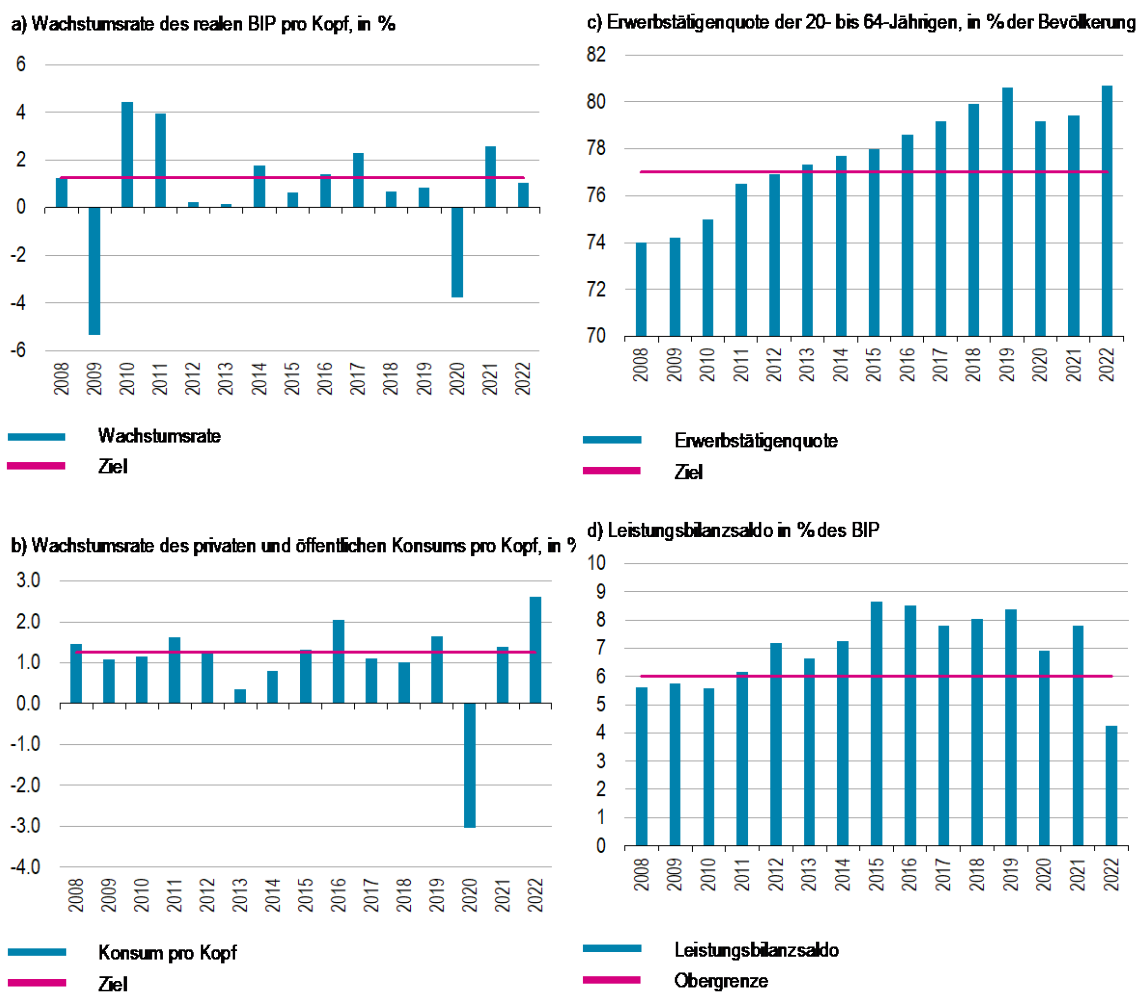 a) Wachstumsrate des realen BIP pro Kopf, in %
6
4
2
0
-2
-4
-6
2008 2009 2010 2011 2012 2013 2014 2015 2016 2017 2018 2019 2020 2021 2022
Wachstumsrate
Ziel
b) Wachstumsrate des privaten und öffentlichen Konsums pro Kopf, in %
3.0
2.0
1.0
0.0
-1.0
-2.0
-3.0
-4.0
2008 2009 2010 2011 2012 2013 2014 2015 2016 2017 2018 2019 2020 2021 2022
Konsum pro Kopf
Ziel
c) Erwerbstätigenquote der 20- bis 64-Jährigen, in % der Bevölkerung
82
80
78
76
74
72
70
2008 2009 2010 2011 2012 2013 2014 2015 2016 2017 2018 2019 2020 2021 2022
Erwerbstätigenquote
Ziel
d) Leistungsbilanzsaldo in % des BIP
10
9
8
7
6
5
4
3
2
1
0
2008 2009 2010 2011 2012 2013 2014 2015 2016 2017 2018 2019 2020 2021 2022
Leistungsbilanzsaldo
Obergrenze